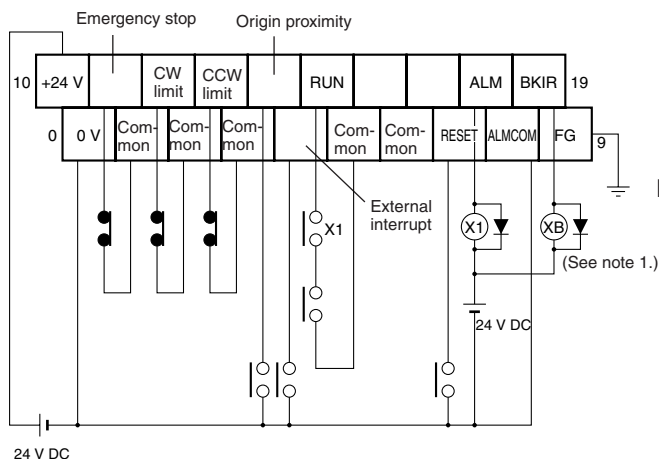 Emergency stop
Origin proximity
10 +24 V CW limit CCW limit RUN ALM BKIR 19
0 0 V Com-mon Com-mon Com-mon Com-mon Com-mon RESET ALMCOM FG 9
X1
External
interrupt
X1
XB
(See note 1.)
24 V DC
24 V DC